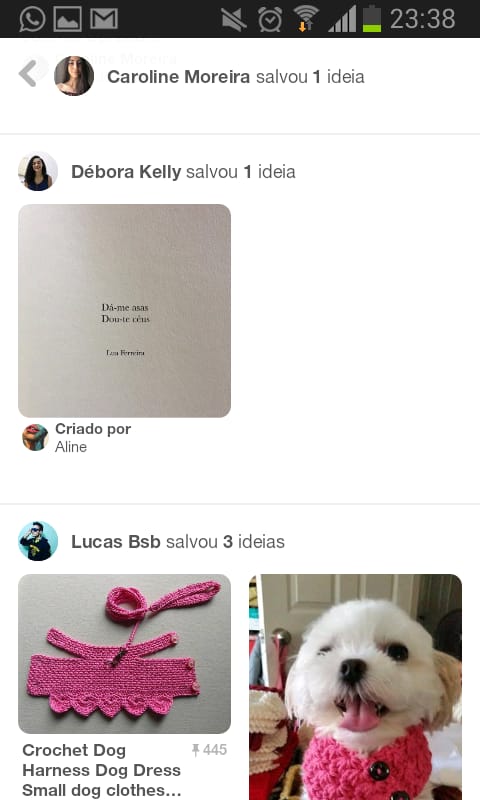 23:38
Caroline Moreira salvou 1 ideia
Débora Kelly salvou 1 ideia
Dá-me asas
Dou-te céus
Lua Ferreira
Criado por
Aline
Lucas Bsb salvou 3 ideias
Crochet Dog
Harness Dog Dress
Small dog clothes…
445